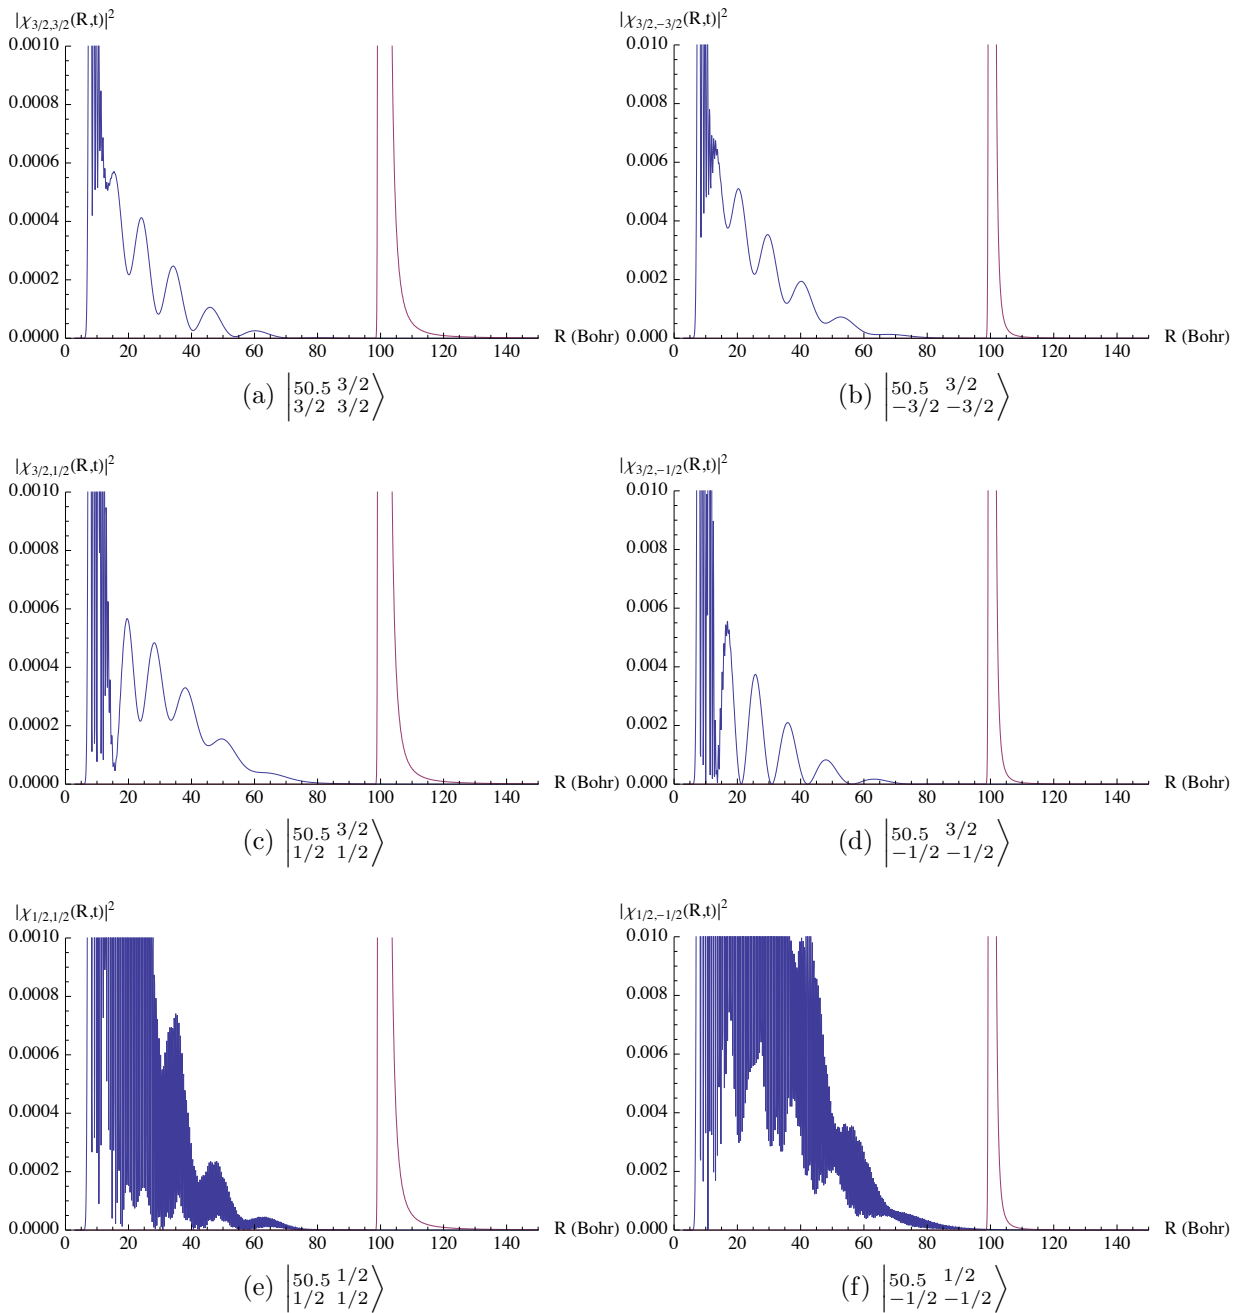 |χ3/2,3/2(R,t)|²
0.0010
0.0008
0.0006
0.0004
0.0002
0.0000
0 20 40 60 80 100 120 140 R (Bohr)
(a) |50.5 3/2
3/2 3/2⟩
|χ3/2,−3/2(R,t)|²
0.010
0.008
0.006
0.004
0.002
0.000
0 20 40 60 80 100 120 140 R (Bohr)
(b) |50.5 3/2
−3/2 −3/2⟩
|χ3/2,1/2(R,t)|²
0.0010
0.0008
0.0006
0.0004
0.0002
0.0000
0 20 40 60 80 100 120 140 R (Bohr)
(c) |50.5 3/2
1/2 1/2⟩
|χ3/2,−1/2(R,t)|²
0.010
0.008
0.006
0.004
0.002
0.000
0 20 40 60 80 100 120 140 R (Bohr)
(d) |50.5 3/2
−1/2 −1/2⟩
|χ1/2,1/2(R,t)|²
0.0010
0.0008
0.0006
0.0004
0.0002
0.0000
0 20 40 60 80 100 120 140 R (Bohr)
(e) |50.5 1/2
1/2 1/2⟩
|χ1/2,−1/2(R,t)|²
0.010
0.008
0.006
0.004
0.002
0.000
0 20 40 60 80 100 120 140 R (Bohr)
(f) |50.5 1/2
−1/2 −1/2⟩